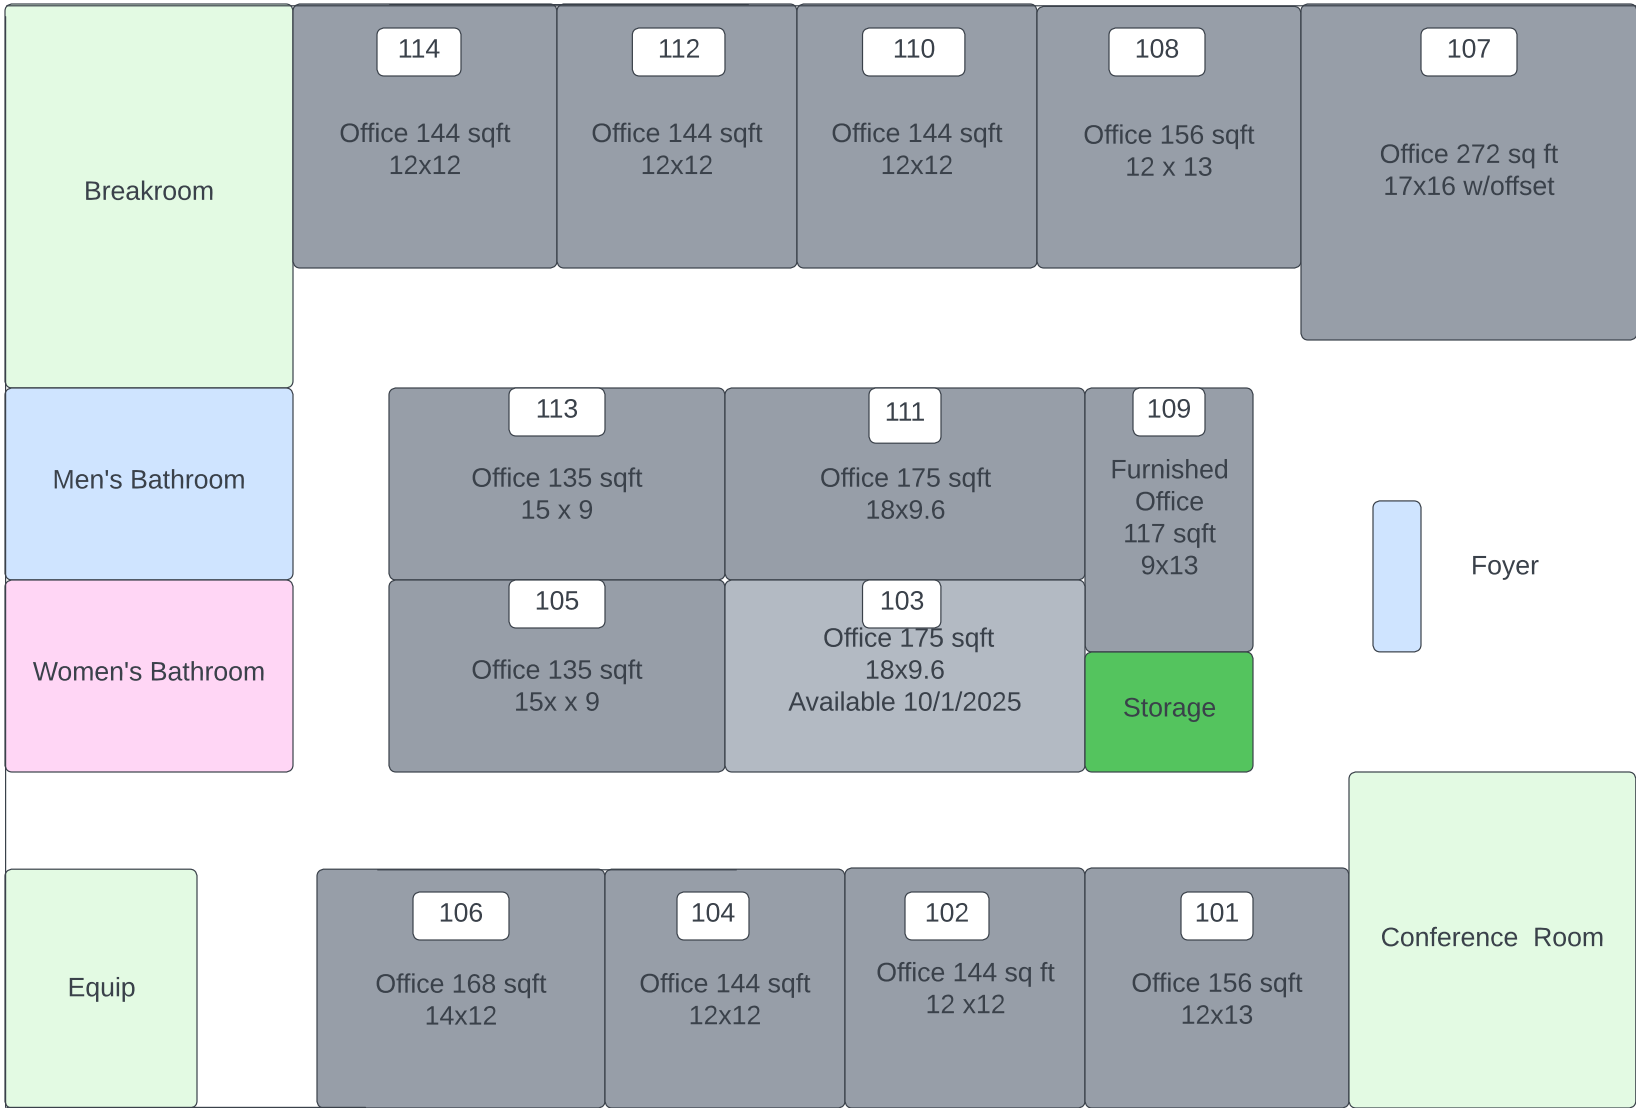 114
Office 144 sqft
12x12
112
Office 144 sqft
12x12
110
Office 144 sqft
12x12
108
Office 156 sqft
12 x 13
107
Office 272 sq ft
17x16 w/offset
Breakroom
Men's Bathroom
Women's Bathroom
113
Office 135 sqft
15 x 9
111
Office 175 sqft
18x9.6
109
Furnished
Office
117 sqft
9x13
105
Office 135 sqft
15x x 9
103
Office 175 sqft
18x9.6
Available 10/1/2025
Storage
Foyer
Equip
106
Office 168 sqft
14x12
104
Office 144 sqft
12x12
102
Office 144 sq ft
12 x12
101
Office 156 sqft
12x13
Conference  Room